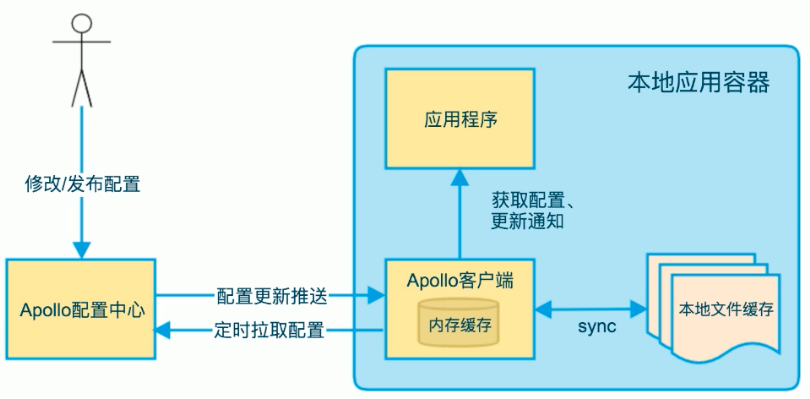 本地应用容器
应用程序
修改/发布配置
获取配置、
更新通知
Apollo配置中心
配置更新推送
定时拉取配置
Apollo客户端
内存缓存
sync
本地文件缓存